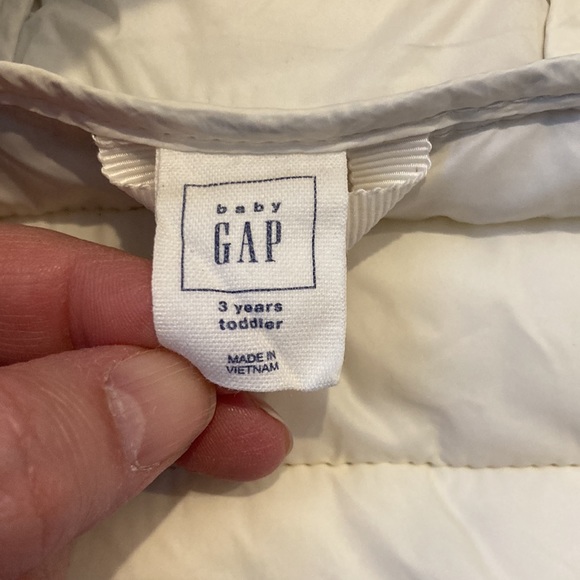 baby
GAP
3 years
toddler
MADE IN
VIETNAM